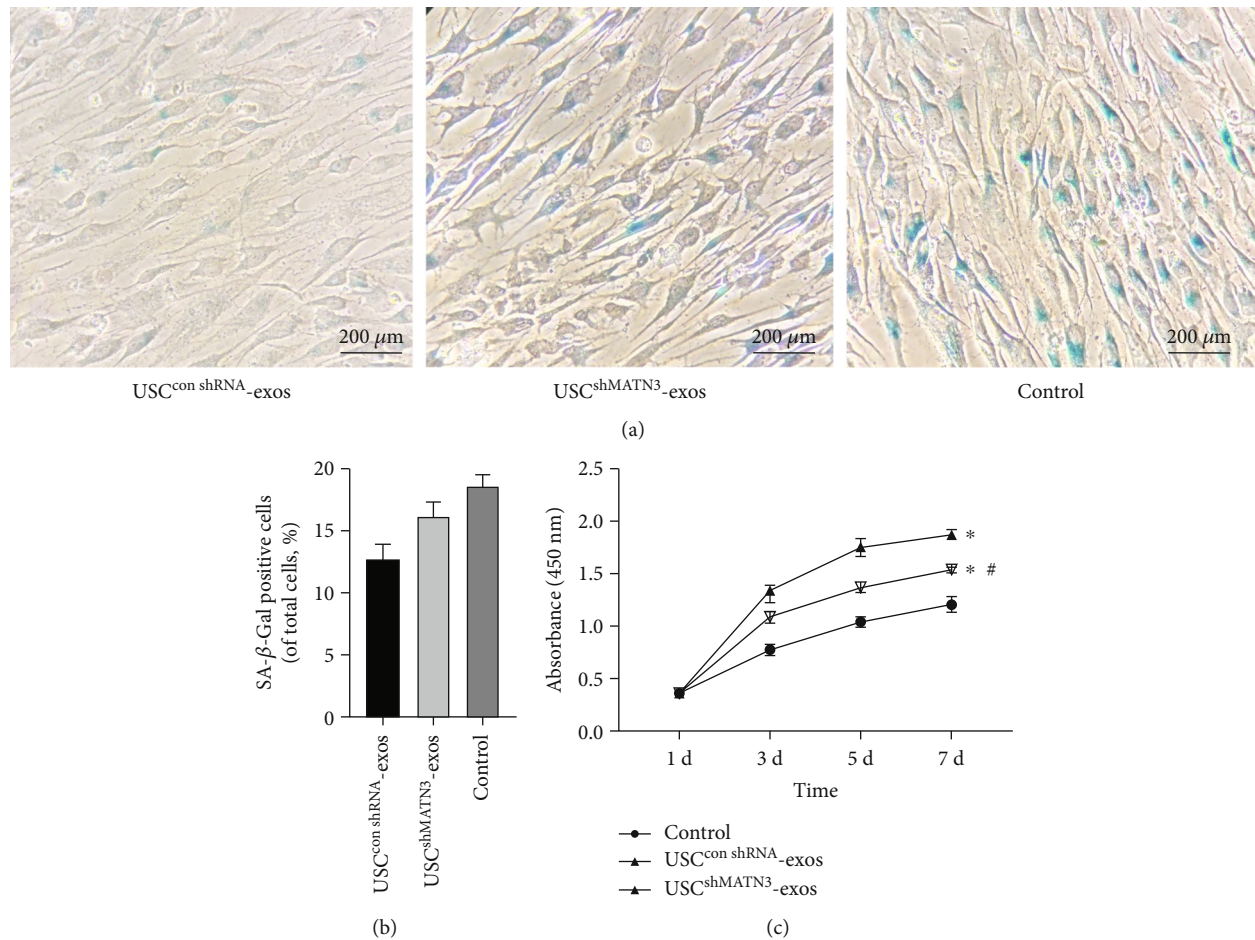 200 μm
200 μm
200 μm
USC^con shRNA-exos
USC^shMATN3-exos
Control
(a)
SA-β-Gal positive cells
(of total cells, %)
20
15
10
5
0
USC^con shRNA-exos
USC^shMATN3-exos
Control
(b)
Absorbance (450 nm)
2.5
2.0
1.5
1.0
0.5
0.0
*
* #
1 d
3 d
5 d
7 d
Time
Control
USC^con shRNA-exos
USC^shMATN3-exos
(c)